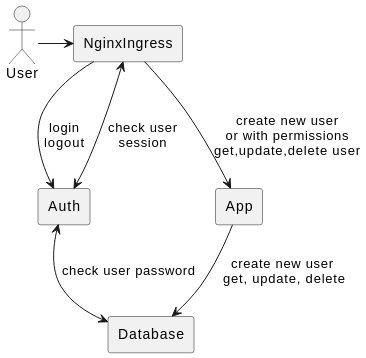 User
NginxIngress
login
logout
check user
session
create new user
or with permissions
get,update,delete user
Auth
App
check user password
create new user
get, update, delete
Database